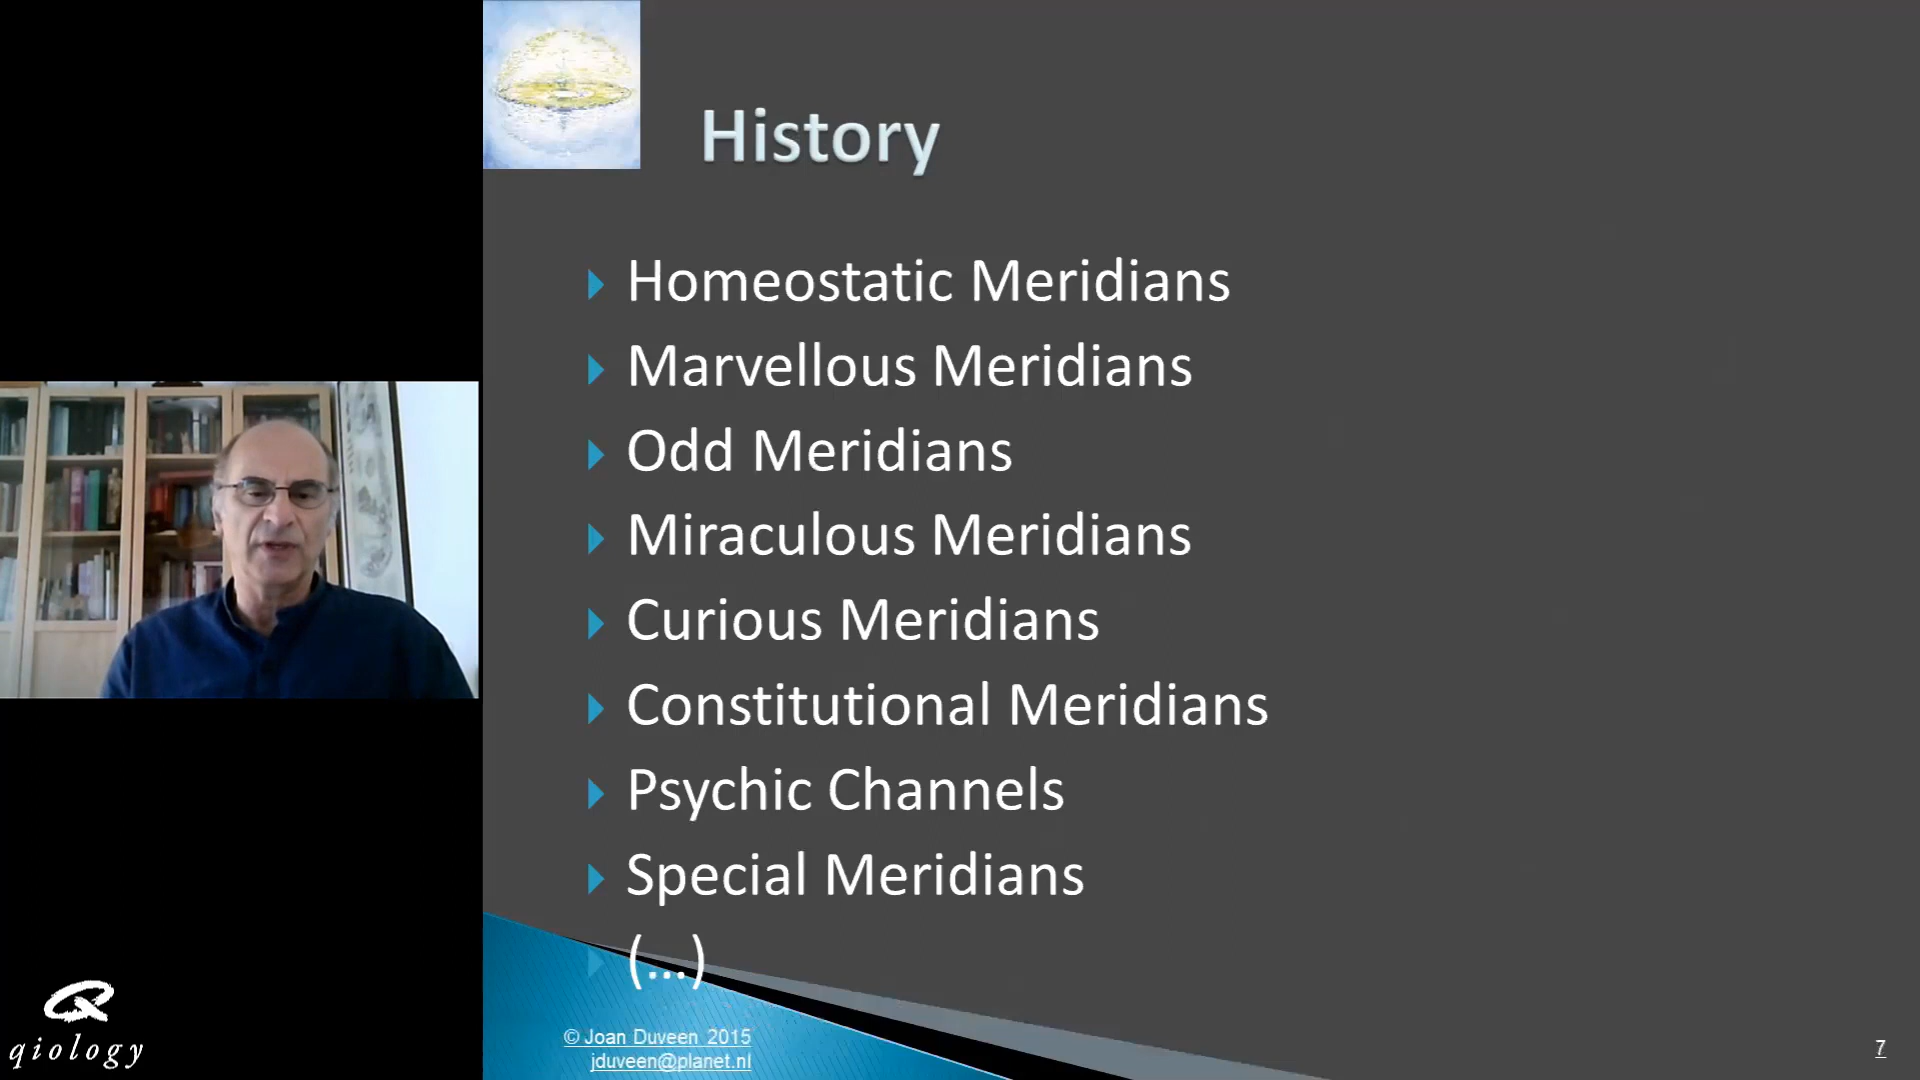 History
Homeostatic Meridians
Marvellous Meridians
Odd Meridians
Miraculous Meridians
Curious Meridians
Constitutional Meridians
Psychic Channels
Special Meridians
(...)
© Joan Duveen 2015
jduveen@planet.nl
7
qiology